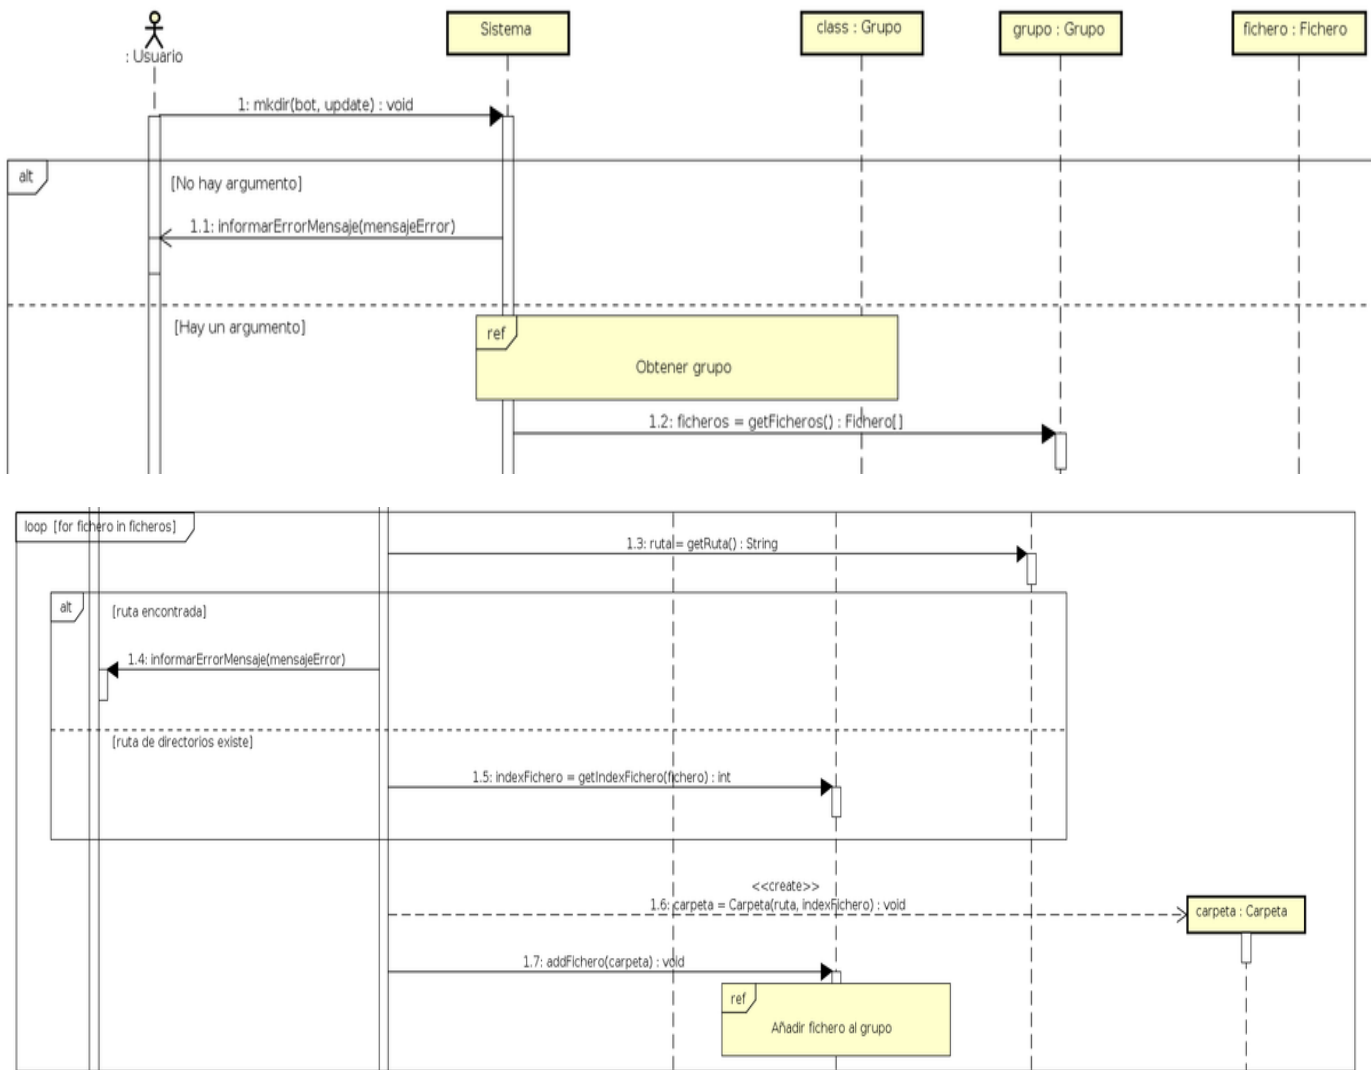 : Usuario
Sistema
class : Grupo
grupo : Grupo
fichero : Fichero
1: mkdir(bot, update) : void
alt
[No hay argumento]
1.1: informarErrorMensaje(mensajeError)
[Hay un argumento]
ref
Obtener grupo
1.2: ficheros = getFicheros() : Fichero[]
loop [for fichero in ficheros]
1.3: ruta = getRuta() : String
alt
[ruta encontrada]
1.4: informarErrorMensaje(mensajeError)
[ruta de directorios existe]
1.5: indexFichero = getIndexFichero(fichero) : int
<<create>>
1.6: carpeta = Carpeta(ruta, indexFichero) : void
carpeta : Carpeta
1.7: addFichero(carpeta) : void
ref
Añadir fichero al grupo